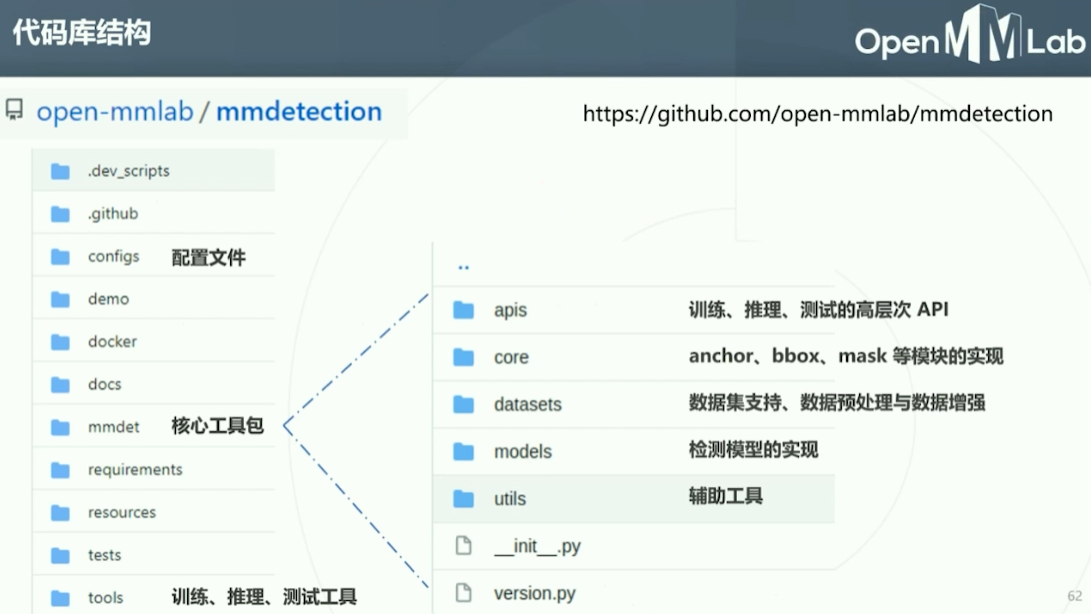 代码库结构
OpenMMLab
open-mmlab / mmdetection
https://github.com/open-mmlab/mmdetection
.dev_scripts
.github
configs 配置文件
demo
docker
docs
mmdet 核心工具包
requirements
resources
tests
tools 训练、推理、测试工具
..
apis 训练、推理、测试的高层次 API
core anchor、bbox、mask 等模块的实现
datasets 数据集支持、数据预处理与数据增强
models 检测模型的实现
utils 辅助工具
__init__.py
version.py
62